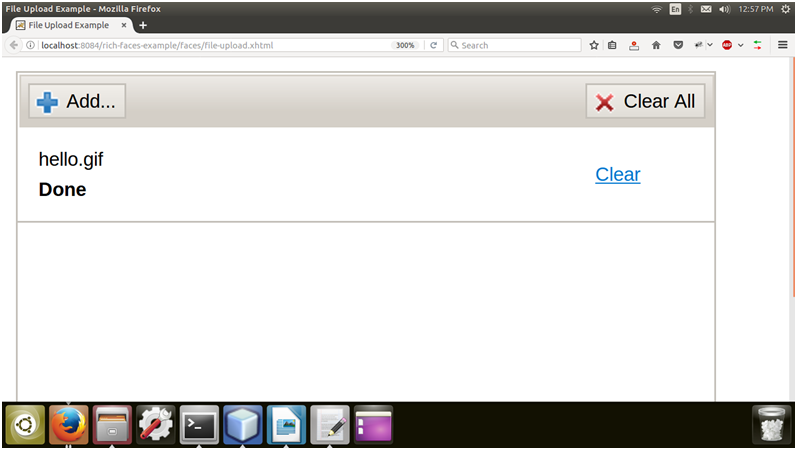 File Upload Example - Mozilla Firefox
En
12:57 PM
File Upload Example
localhost:8084/rich-faces-example/faces/file-upload.xhtml
300%
Search
ABP
Add...
Clear All
hello.gif
Done
Clear